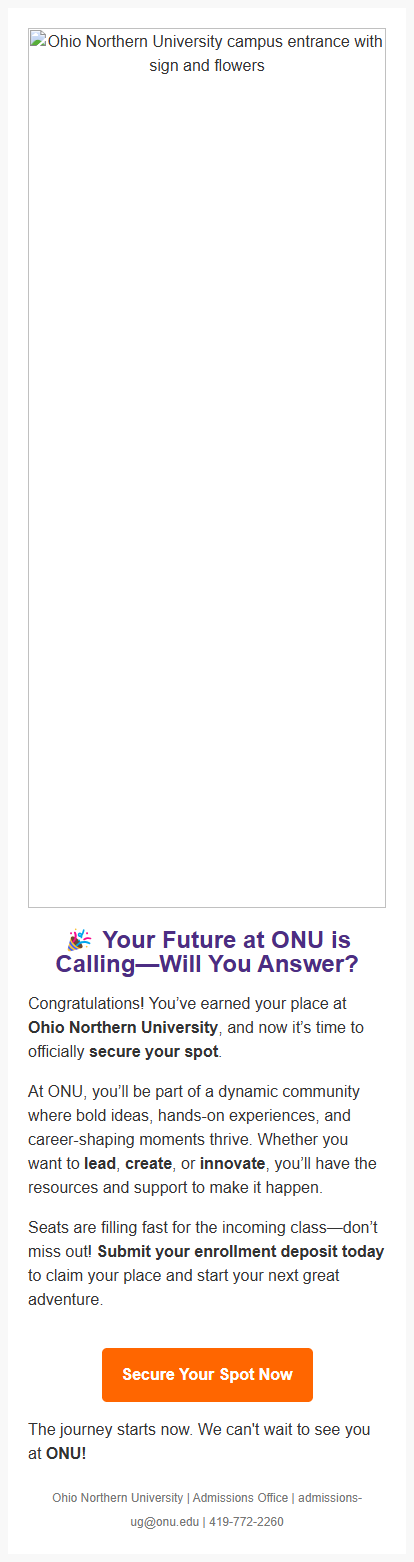 Ohio Northern University campus entrance with
sign and flowers
🎉 Your Future at ONU is
Calling—Will You Answer?
Congratulations! You’ve earned your place at
Ohio Northern University, and now it’s time to
officially secure your spot.
At ONU, you’ll be part of a dynamic community
where bold ideas, hands-on experiences, and
career-shaping moments thrive. Whether you
want to lead, create, or innovate, you’ll have the
resources and support to make it happen.
Seats are filling fast for the incoming class—don’t
miss out! Submit your enrollment deposit today
to claim your place and start your next great
adventure.
Secure Your Spot Now
The journey starts now. We can't wait to see you
at ONU!
Ohio Northern University | Admissions Office | admissions-
ug@onu.edu | 419-772-2260